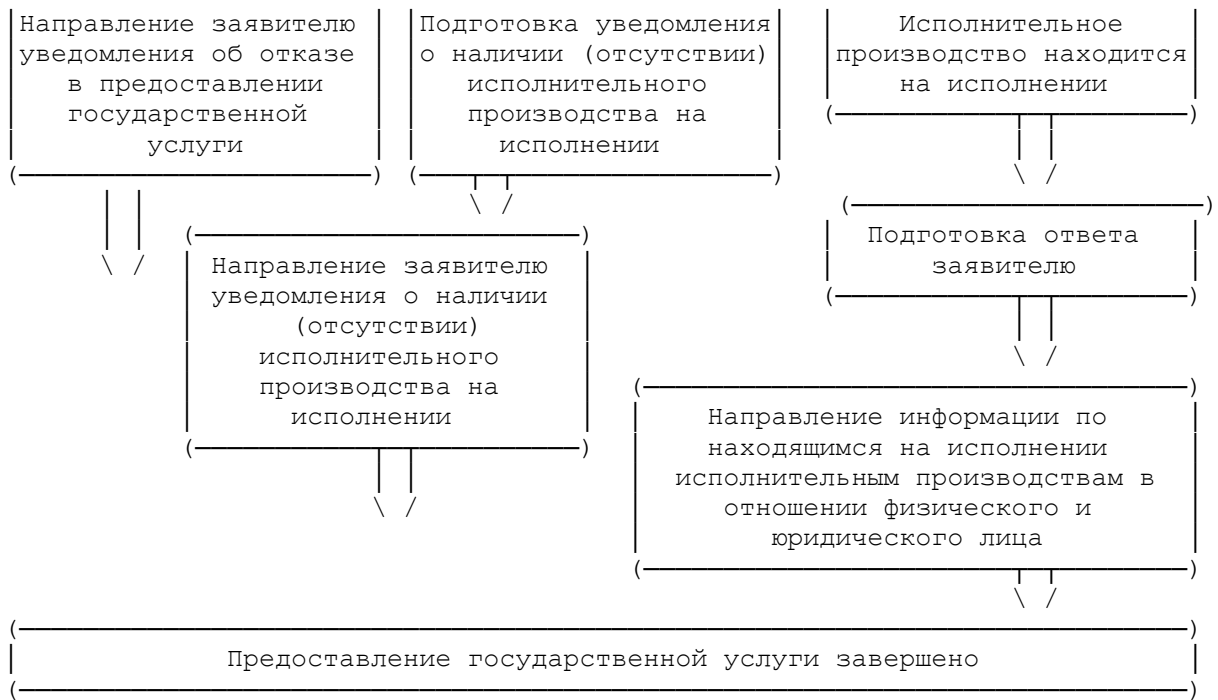 Направление заявителю
уведомления об отказе
в предоставлении
государственной
услуги
Подготовка уведомления
о наличии (отсутствии)
исполнительного
производства на
исполнении
Исполнительное
производство находится
на исполнении
Направление заявителю
уведомления о наличии
(отсутствии)
исполнительного
производства на
исполнении
Подготовка ответа
заявителю
Направление информации по
находящимся на исполнении
исполнительным производствам в
отношении физического и
юридического лица
Предоставление государственной услуги завершено